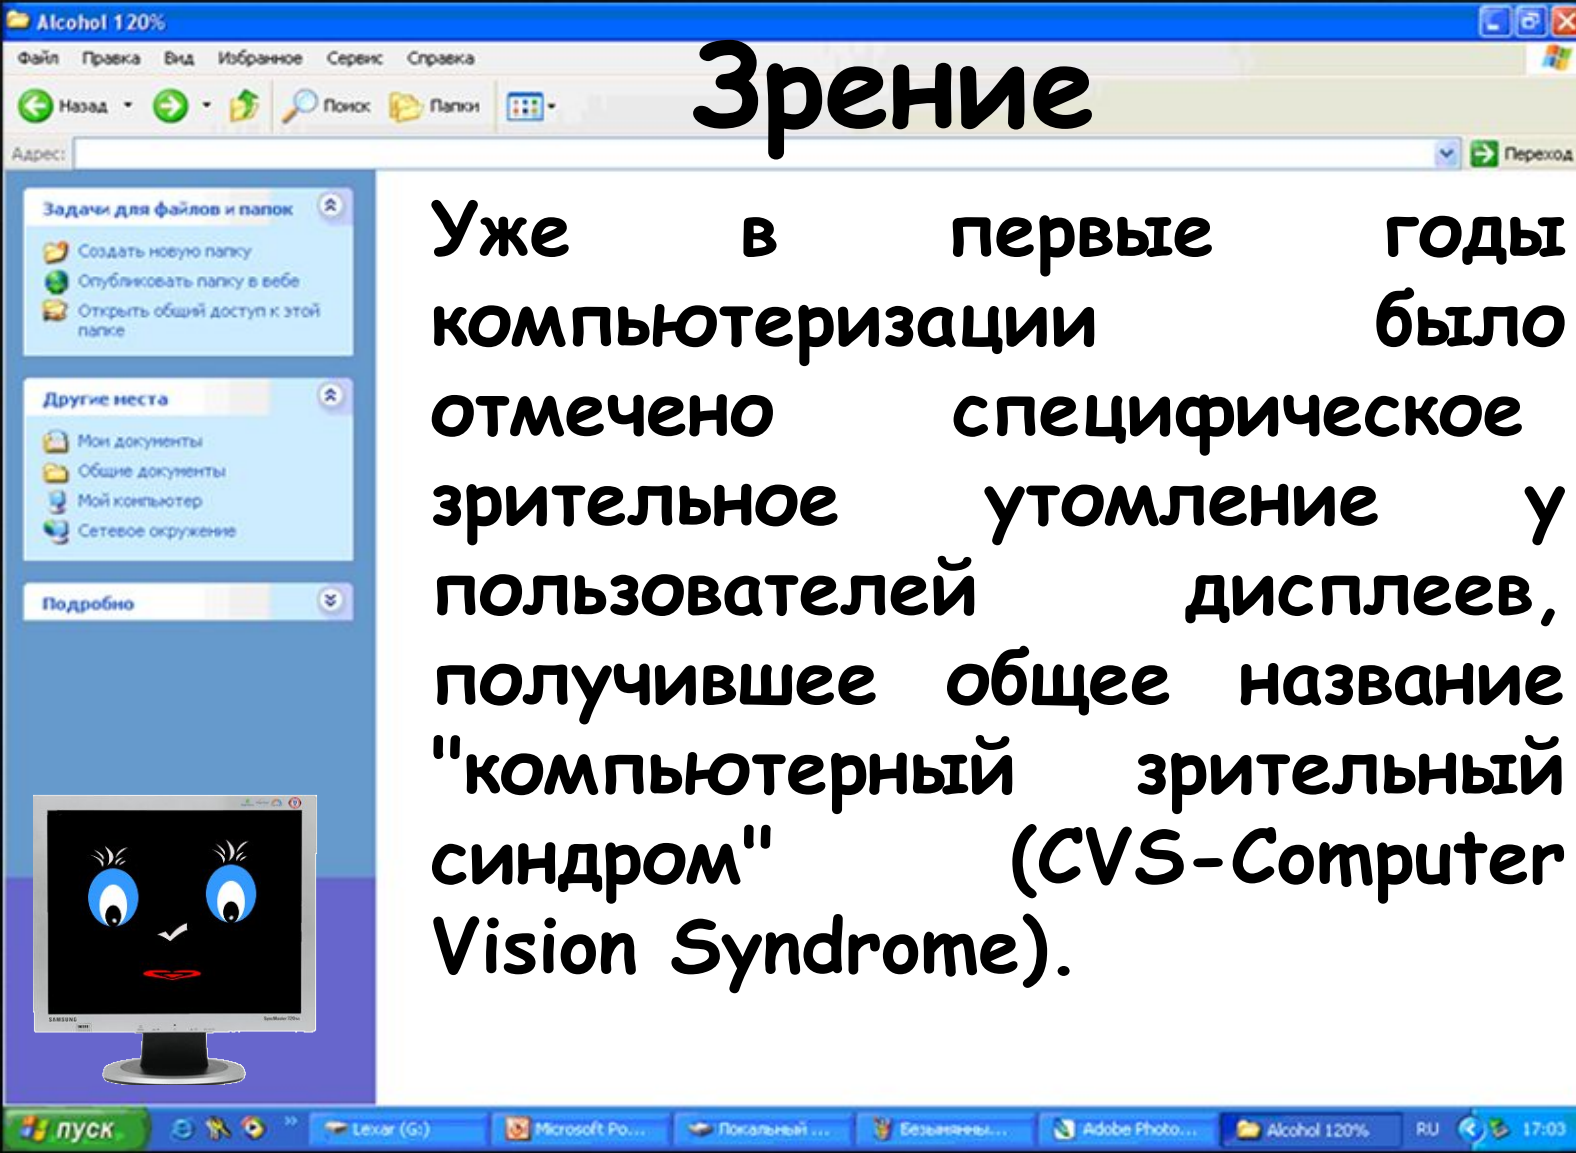 Alcohol 120%
Файл Правка Вид Избранное Сервис Справка
Зрение
Назад Поиск Папки
Адрес: Переход
Задачи для файлов и папок
Создать новую папку
Опубликовать папку в вебе
Открыть общий доступ к этой
папке
Другие места
Мои документы
Общие документы
Мой компьютер
Сетевое окружение
Подробно
Уже в первые годы
компьютеризации было
отмечено специфическое
зрительное утомление у
пользователей дисплеев,
получившее общее название
"компьютерный зрительный
синдром" (CVS-Computer
Vision Syndrome).
SAMSUNG
пуск Lexar (G:) Microsoft Po... Локальный ... Безымянны... Adobe Photo... Alcohol 120% RU 17:03